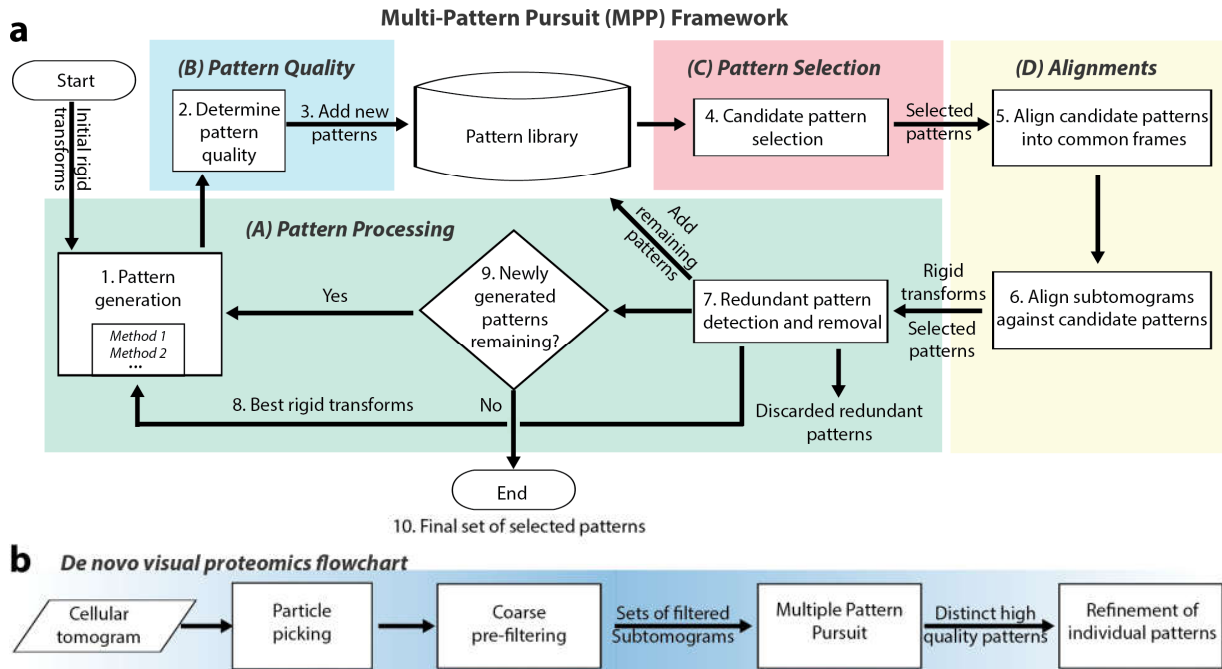 Multi-Pattern Pursuit (MPP) Framework
a
Start
Initial rigid
transforms
(B) Pattern Quality
2. Determine
pattern
quality
3. Add new
patterns
Pattern library
(C) Pattern Selection
4. Candidate pattern
selection
Selected
patterns
(D) Alignments
5. Align candidate patterns
into common frames
6. Align subtomograms
against candidate patterns
Rigid
transforms
Selected
patterns
(A) Pattern Processing
Add
remaining
patterns
7. Redundant pattern
detection and removal
Discarded redundant
patterns
9. Newly
generated
patterns
remaining?
Yes
No
1. Pattern
generation
Method 1
Method 2
...
8. Best rigid transforms
End
10. Final set of selected patterns
b
De novo visual proteomics flowchart
Cellular
tomogram
Particle
picking
Coarse
pre-filtering
Sets of filtered
Subtomograms
Multiple Pattern
Pursuit
Distinct high
quality patterns
Refinement of
individual patterns